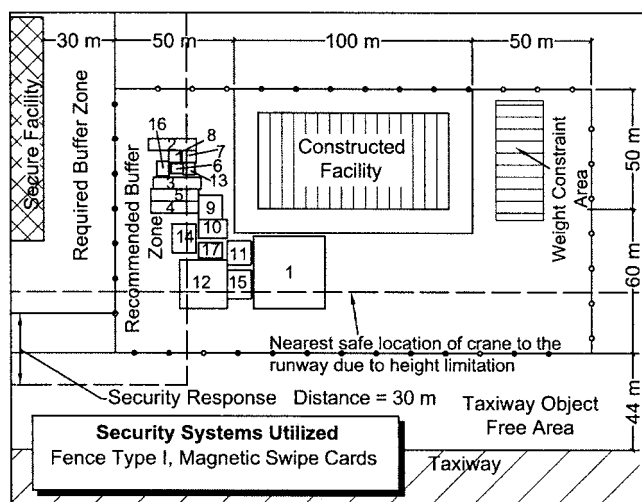 30 m
50 m
100 m
50 m
Secure Facility
Required Buffer Zone
Recommended Buffer
Zone
16
2
8
1
7
6
3
13
5
4
9
10
14
17
11
12
15
1
Constructed
Facility
Weight Constraint
Area
50 m
60 m
44 m
Nearest safe location of crane to the
runway due to height limitation
Security Response Distance = 30 m
Taxiway Object
Free Area
Security Systems Utilized
Fence Type I, Magnetic Swipe Cards
Taxiway